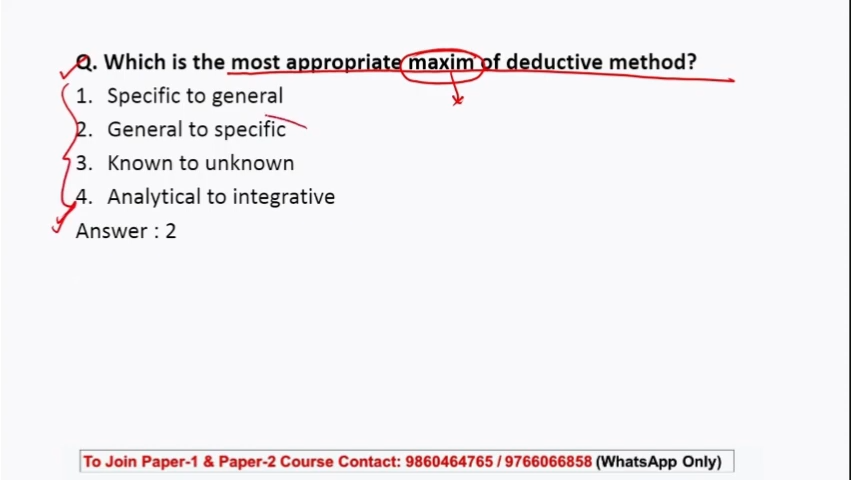 Q. Which is the most appropriate maxim of deductive method?
1. Specific to general
2. General to specific
3. Known to unknown
4. Analytical to integrative
Answer : 2
To Join Paper-1 & Paper-2 Course Contact: 9860464765 / 9766066858 (WhatsApp Only)